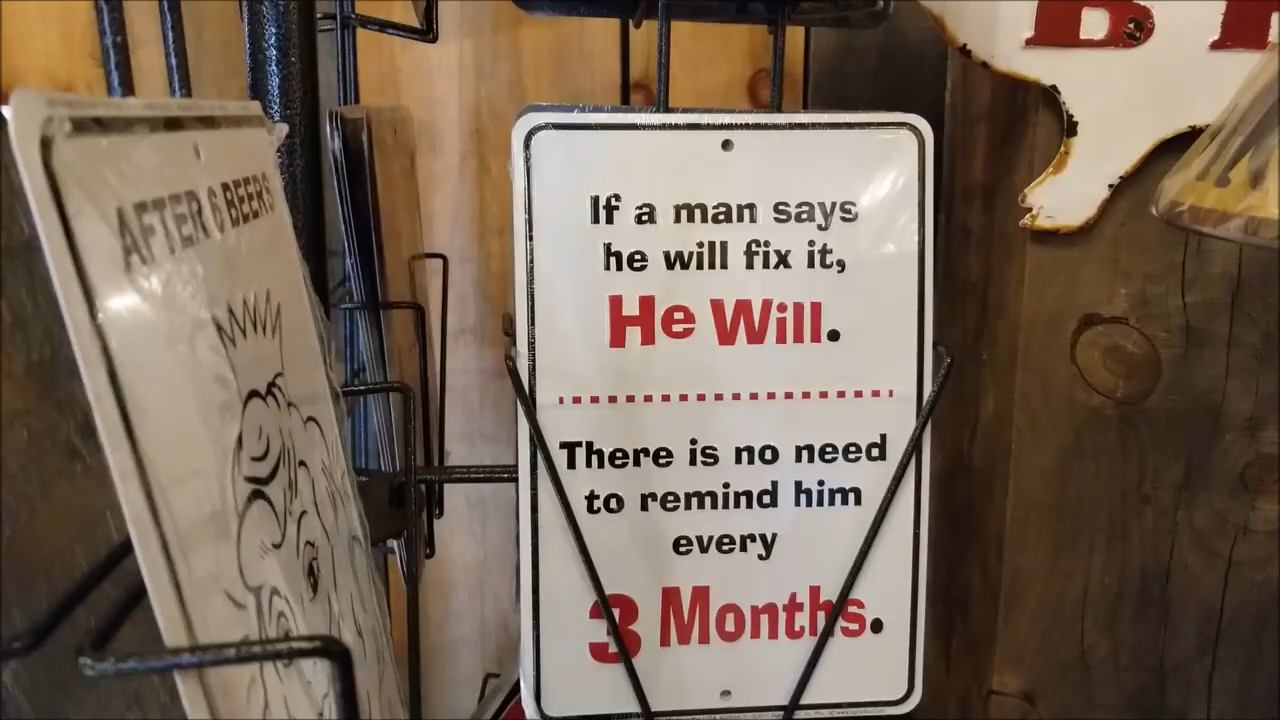 AFTER 6 BEERS
If a man says
he will fix it,
He Will.
There is no need
to remind him
every
3 Months.